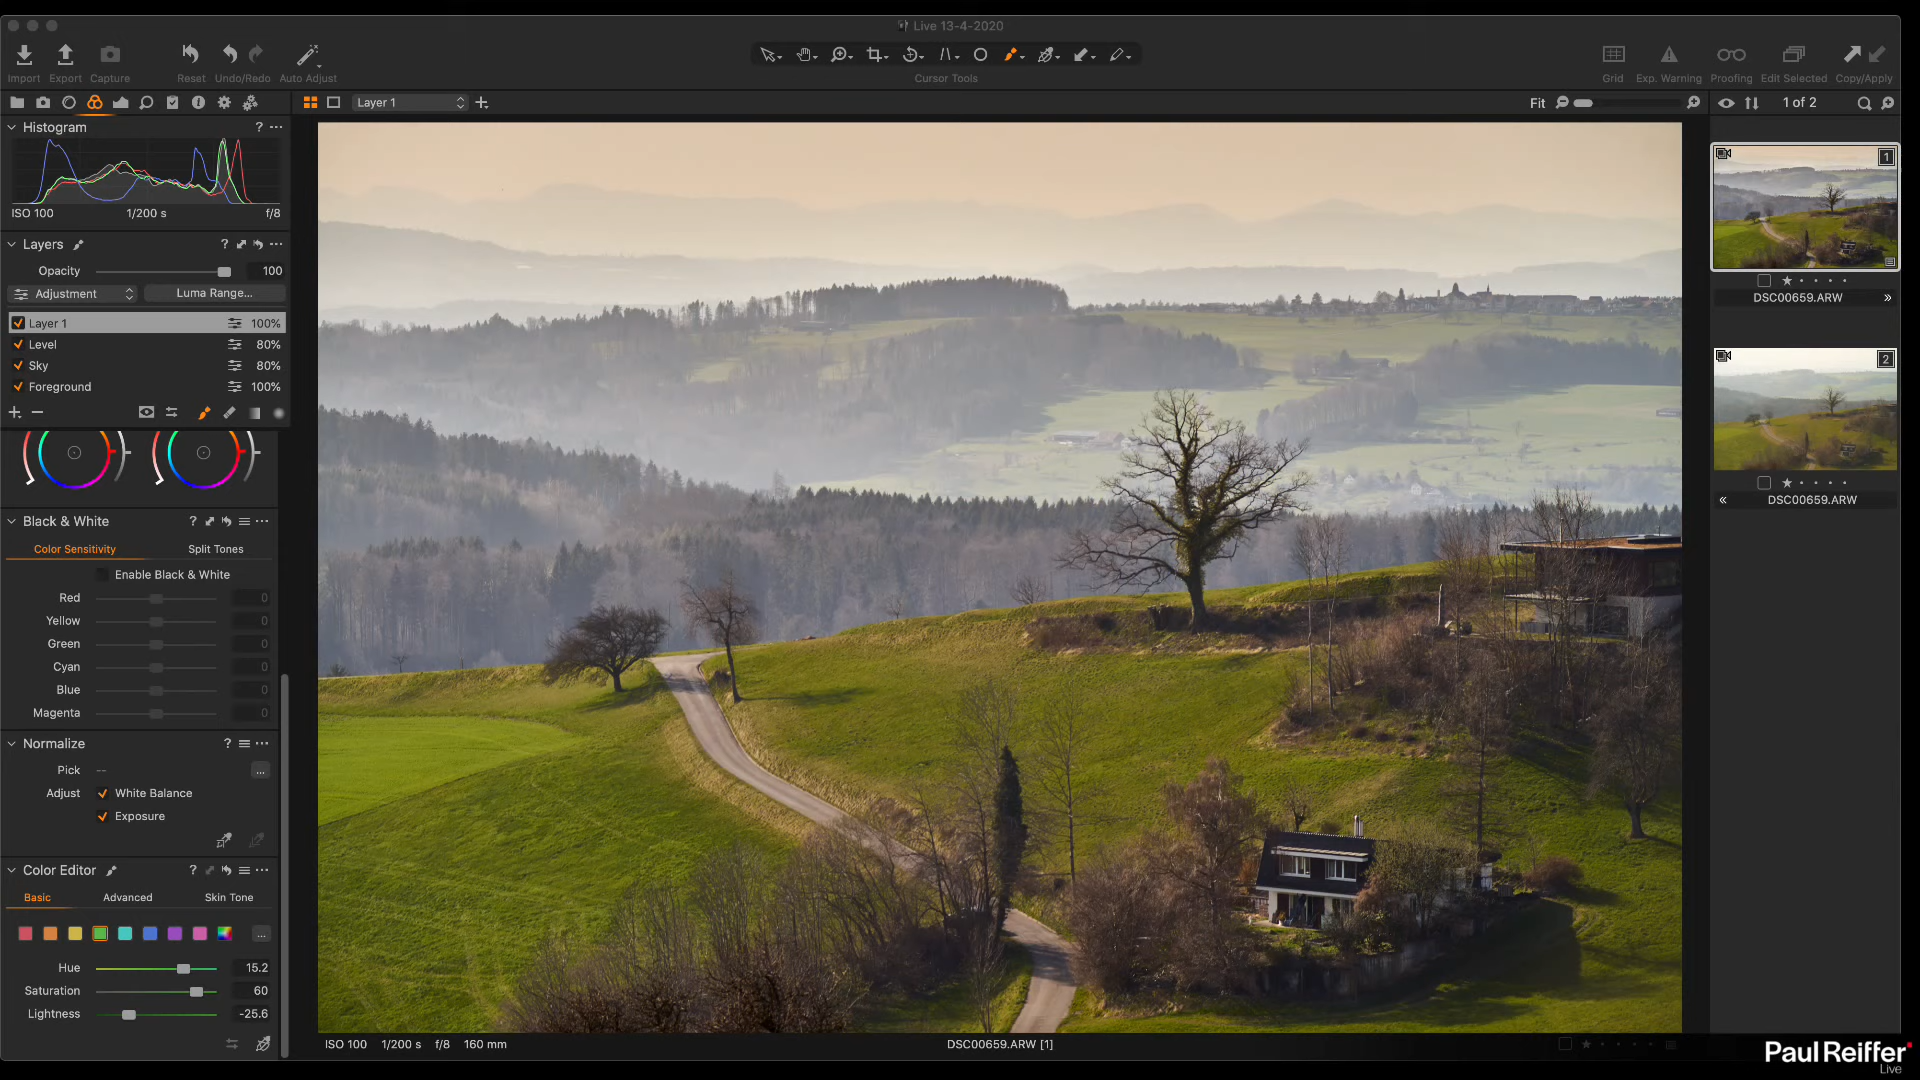 Live 13-4-2020
Import
Export
Capture
Reset
Undo/Redo
Auto Adjust
Cursor Tools
Grid
Exp. Warning
Proofing
Edit Selected
Copy/Apply
Layer 1
Fit
1 of 2
Histogram
?
ISO 100
1/200 s
f/8
Layers
?
Opacity
100
Adjustment
Luma Range...
Layer 1
100%
Level
80%
Sky
80%
Foreground
100%
Black & White
?
Color Sensitivity
Split Tones
Enable Black & White
Red
0
Yellow
0
Green
0
Cyan
0
Blue
0
Magenta
0
Normalize
?
Pick
--
...
Adjust
White Balance
Exposure
Color Editor
?
Basic
Advanced
Skin Tone
...
Hue
15.2
Saturation
60
Lightness
-25.6
ISO 100
1/200 s
f/8
160 mm
DSC00659.ARW [1]
1
DSC00659.ARW
»
2
«
DSC00659.ARW
Paul Reiffer
Live